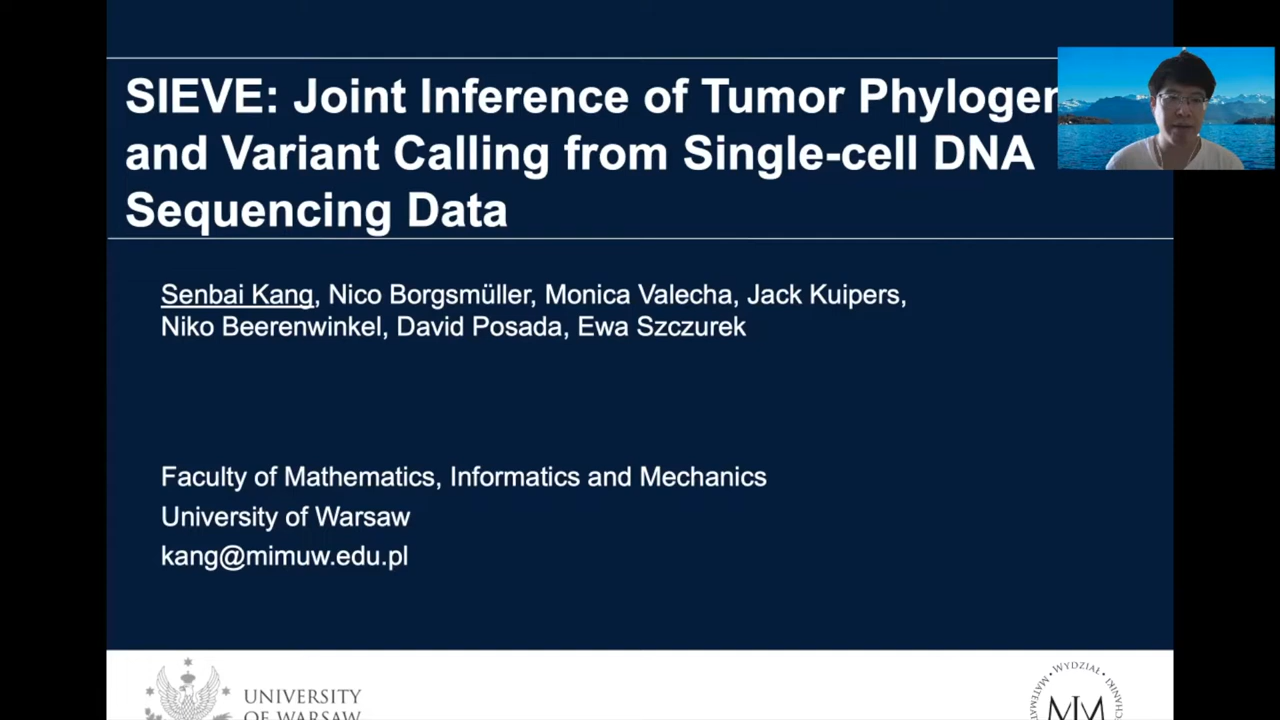 SIEVE: Joint Inference of Tumor Phyloge
and Variant Calling from Single-cell DNA
Sequencing Data
Senbai Kang, Nico Borgsmüller, Monica Valecha, Jack Kuipers,
Niko Beerenwinkel, David Posada, Ewa Szczurek
Faculty of Mathematics, Informatics and Mechanics
University of Warsaw
kang@mimuw.edu.pl
UNIVERSITY
OF WARSAW
WYDZIAŁ